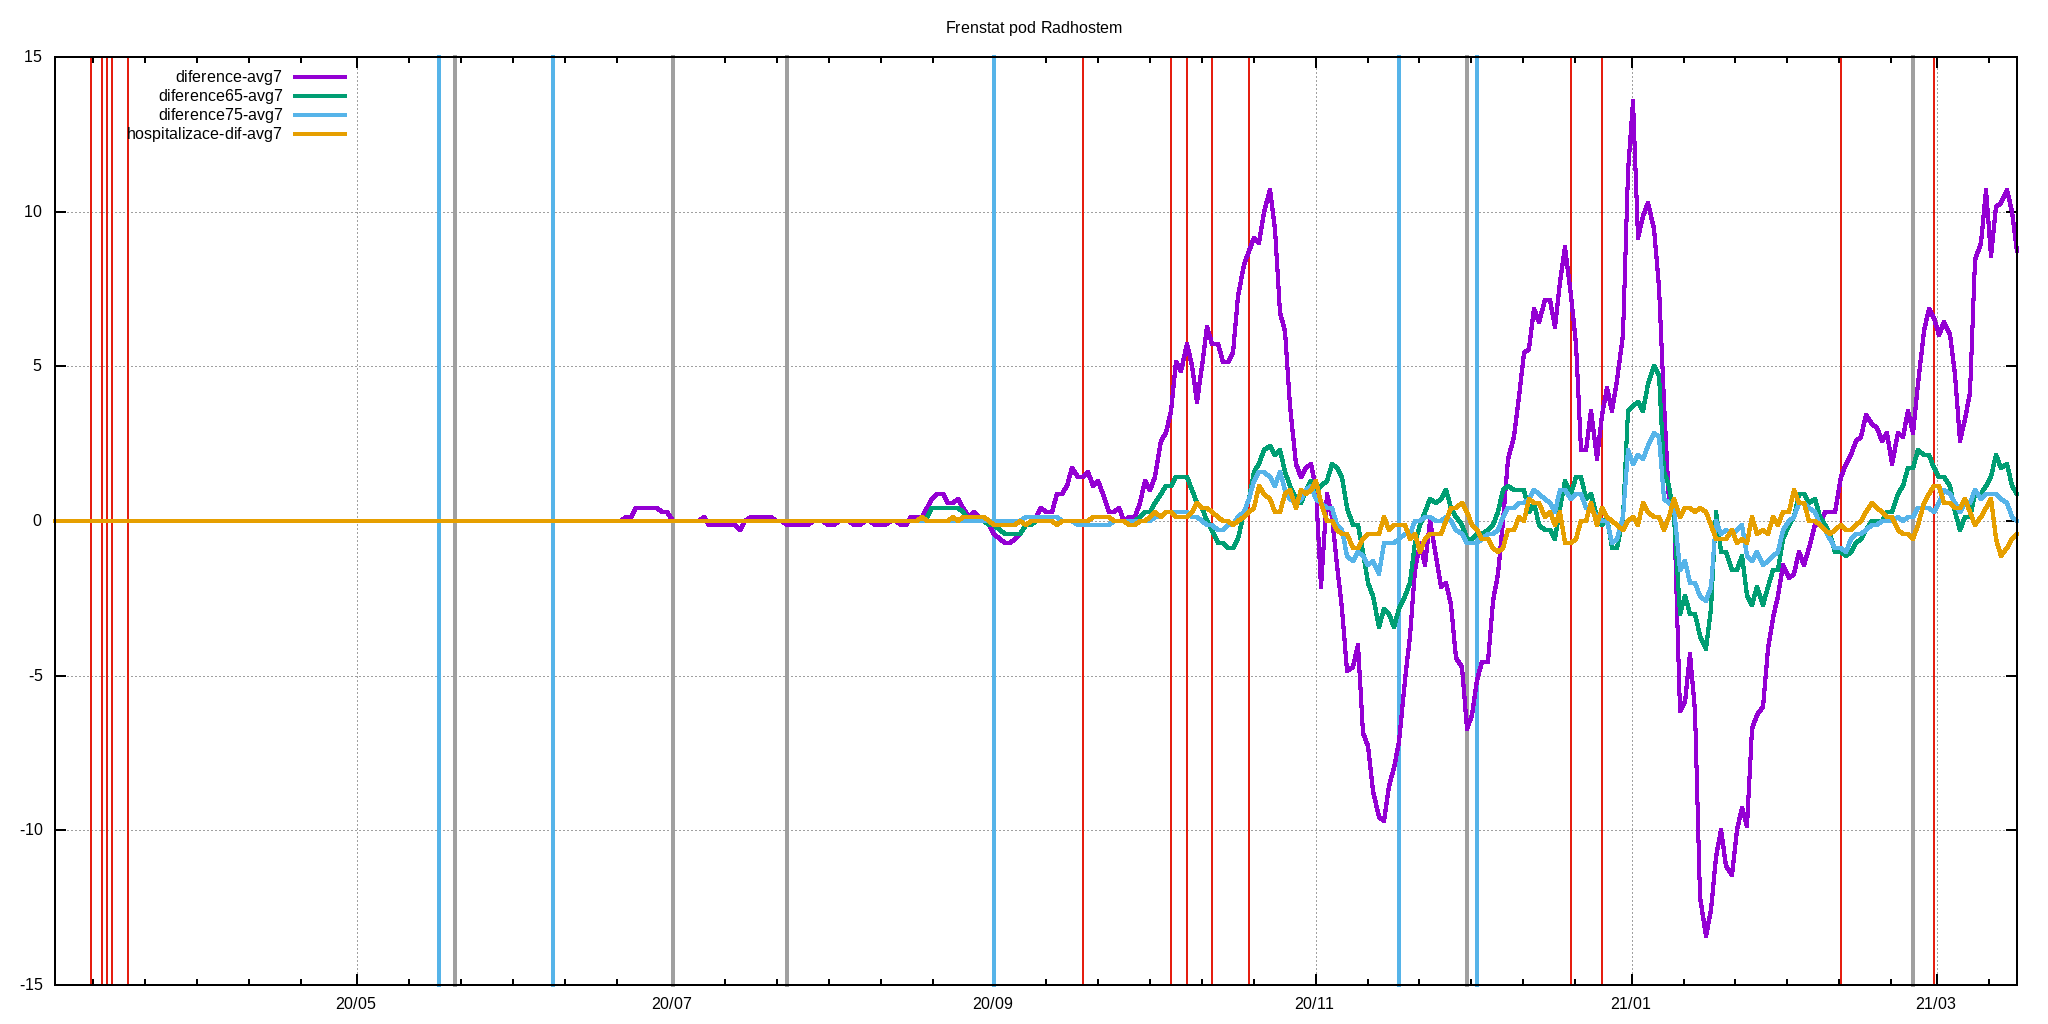 Frenstat pod Radhostem
15
10
5
0
-5
-10
-15
diference-avg7
diference65-avg7
diference75-avg7
hospitalizace-dif-avg7
20/05 20/07 20/09 20/11 21/01 21/03